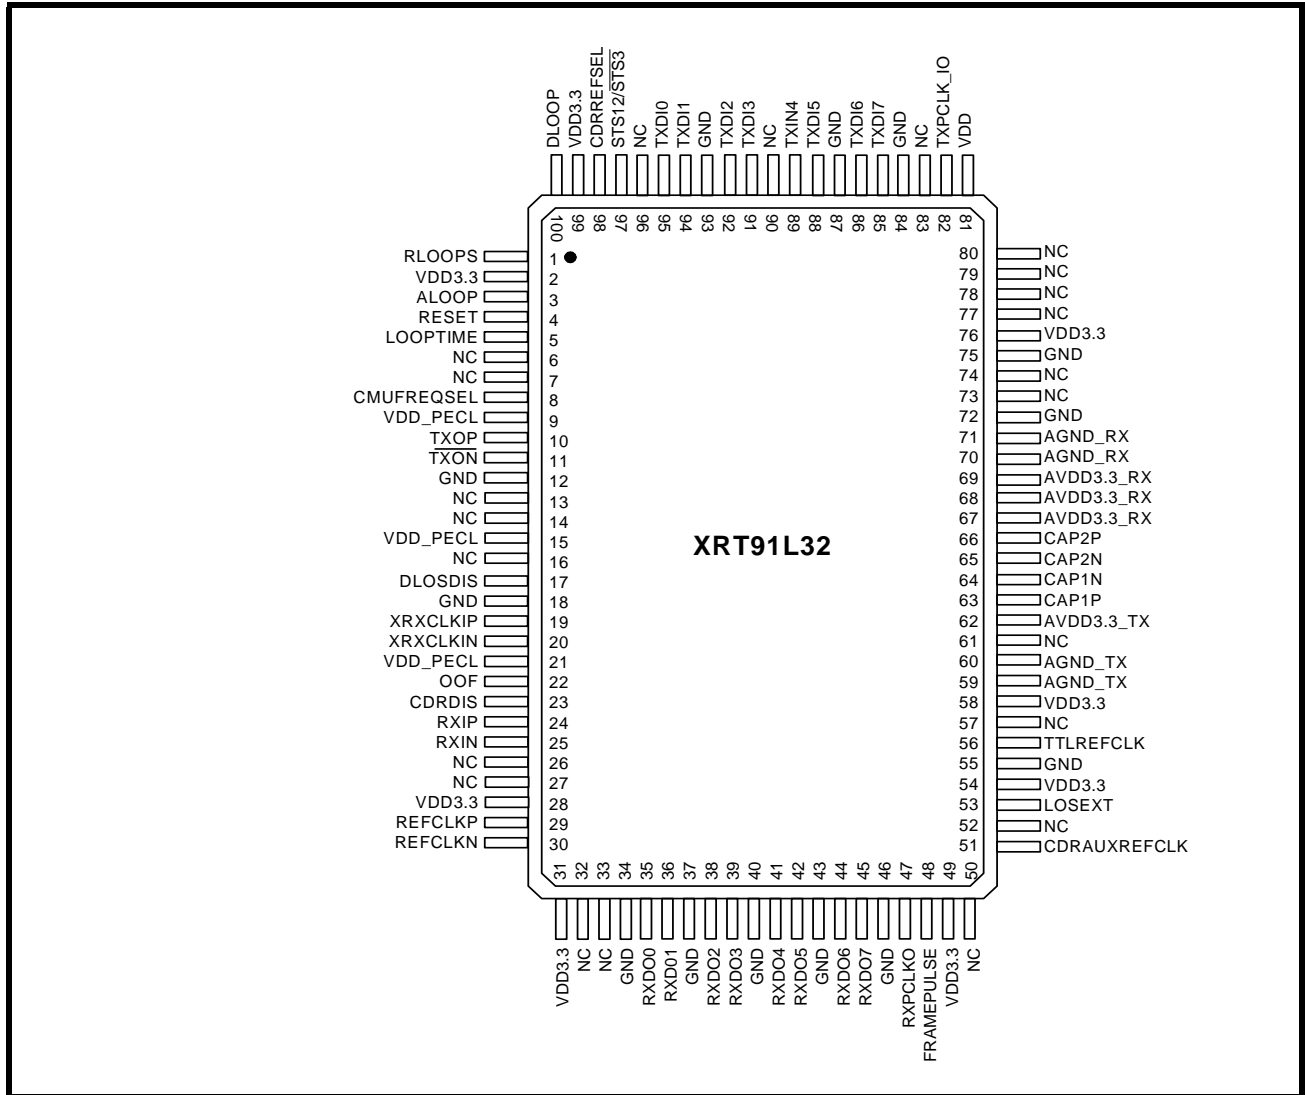 DLOOP
VDD3.3
CDRREFSEL
STS12/STS3
NC
TXDI0
TXDI1
GND
TXDI2
TXDI3
NC
TXIN4
TXDI5
GND
TXDI6
TXDI7
GND
NC
TXPCLK_IO
VDD
100 99 98 97 96 95 94 93 92 91 90 89 88 87 86 85 84 83 82 81
RLOOPS 1
VDD3.3 2
ALOOP 3
RESET 4
LOOPTIME 5
NC 6
NC 7
CMUFREQSEL 8
VDD_PECL 9
TXOP 10
TXON 11
GND 12
NC 13
NC 14
VDD_PECL 15
NC 16
DLOSDIS 17
GND 18
XRXCLKIP 19
XRXCLKIN 20
VDD_PECL 21
OOF 22
CDRDIS 23
RXIP 24
RXIN 25
NC 26
NC 27
VDD3.3 28
REFCLKP 29
REFCLKN 30
XRT91L32
80 NC
79 NC
78 NC
77 NC
76 VDD3.3
75 GND
74 NC
73 NC
72 GND
71 AGND_RX
70 AGND_RX
69 AVDD3.3_RX
68 AVDD3.3_RX
67 AVDD3.3_RX
66 CAP2P
65 CAP2N
64 CAP1N
63 CAP1P
62 AVDD3.3_TX
61 NC
60 AGND_TX
59 AGND_TX
58 VDD3.3
57 NC
56 TTLREFCLK
55 GND
54 VDD3.3
53 LOSEXT
52 NC
51 CDRAUXREFCLK
31 32 33 34 35 36 37 38 39 40 41 42 43 44 45 46 47 48 49 50
VDD3.3
NC
NC
GND
RXDO0
RXD01
GND
RXDO2
RXDO3
GND
RXDO4
RXDO5
GND
RXDO6
RXDO7
GND
RXPCLKO
FRAMEPULSE
VDD3.3
NC